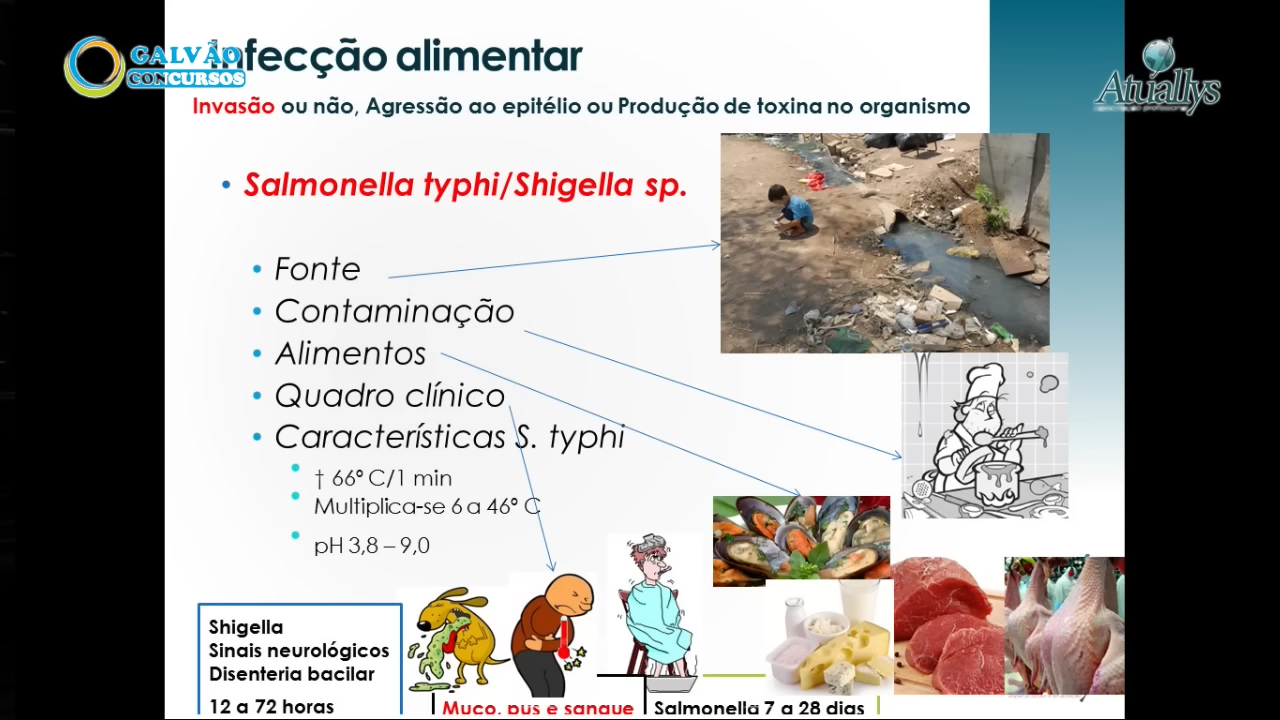 GALVÃO
CONCURSOS
Infecção alimentar
Atuallys
Invasão ou não, Agressão ao epitélio ou Produção de toxina no organismo
• Salmonella typhi/Shigella sp.
• Fonte
• Contaminação
• Alimentos
• Quadro clínico
• Características S. typhi
• † 66º C/1 min
• Multiplica-se 6 a 46º C
• pH 3,8 – 9,0
Shigella
Sinais neurológicos
Disenteria bacilar
12 a 72 horas
Muco, pus e sangue
Salmonella 7 a 28 dias